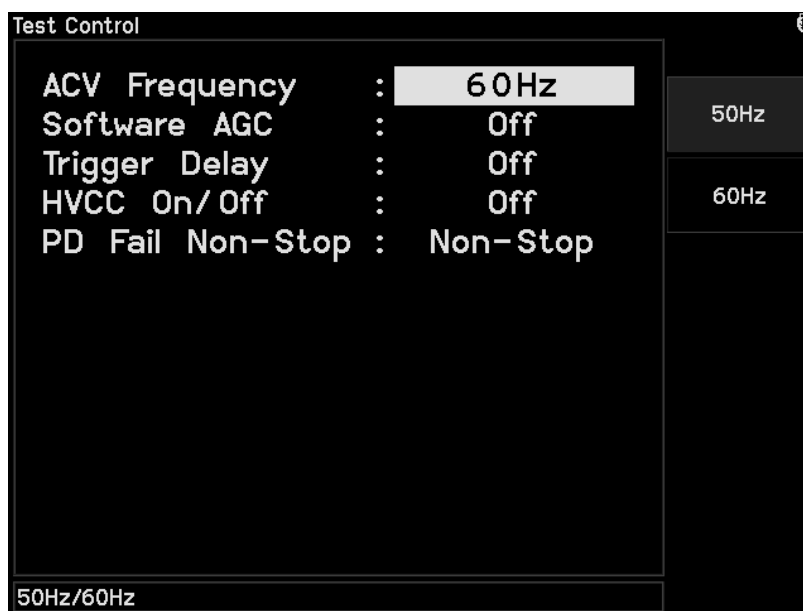 Test Control
ACV Frequency : 60Hz
Software AGC : Off
Trigger Delay : Off
HVCC On/Off : Off
PD Fail Non-Stop : Non-Stop
50Hz
60Hz
50Hz/60Hz